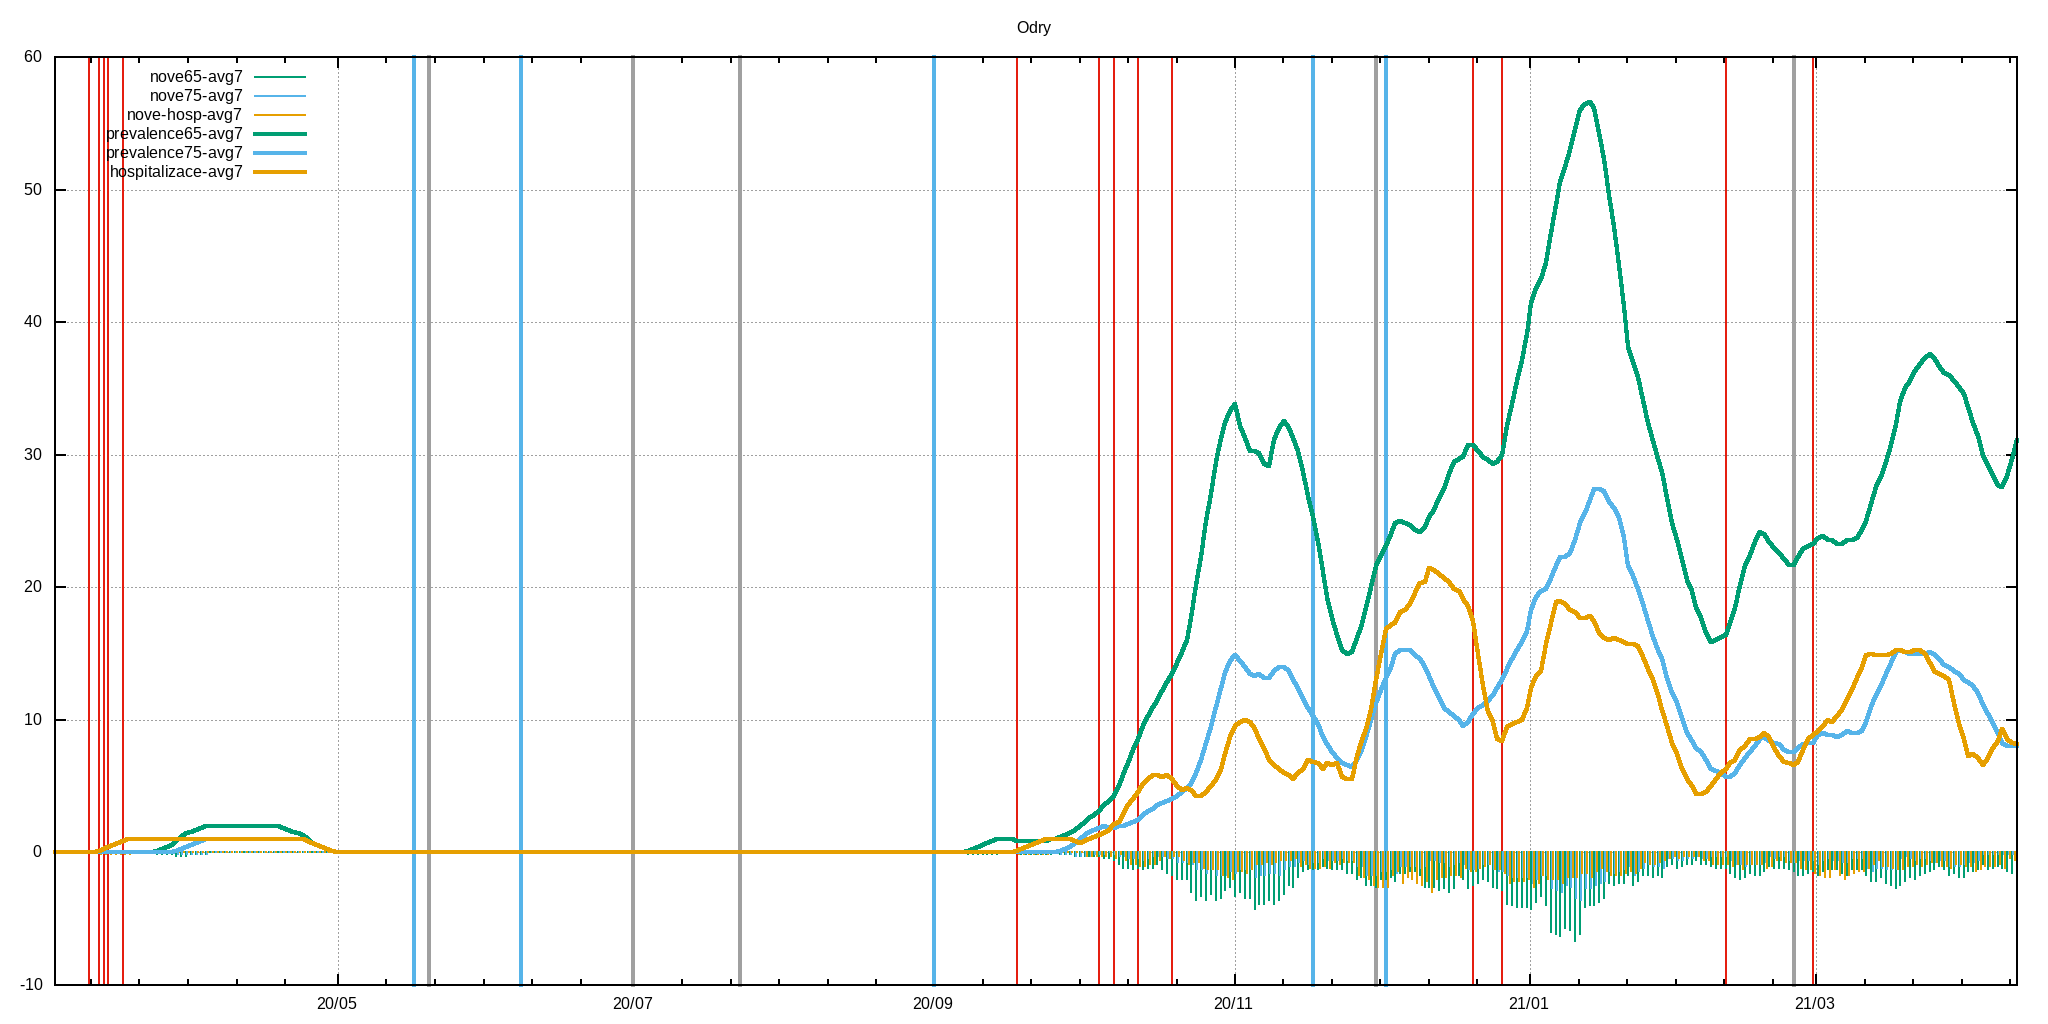 Odry
60
50
40
30
20
10
0
-10
nove65-avg7
nove75-avg7
nove-hosp-avg7
prevalence65-avg7
prevalence75-avg7
hospitalizace-avg7
20/05 20/07 20/09 20/11 21/01 21/03